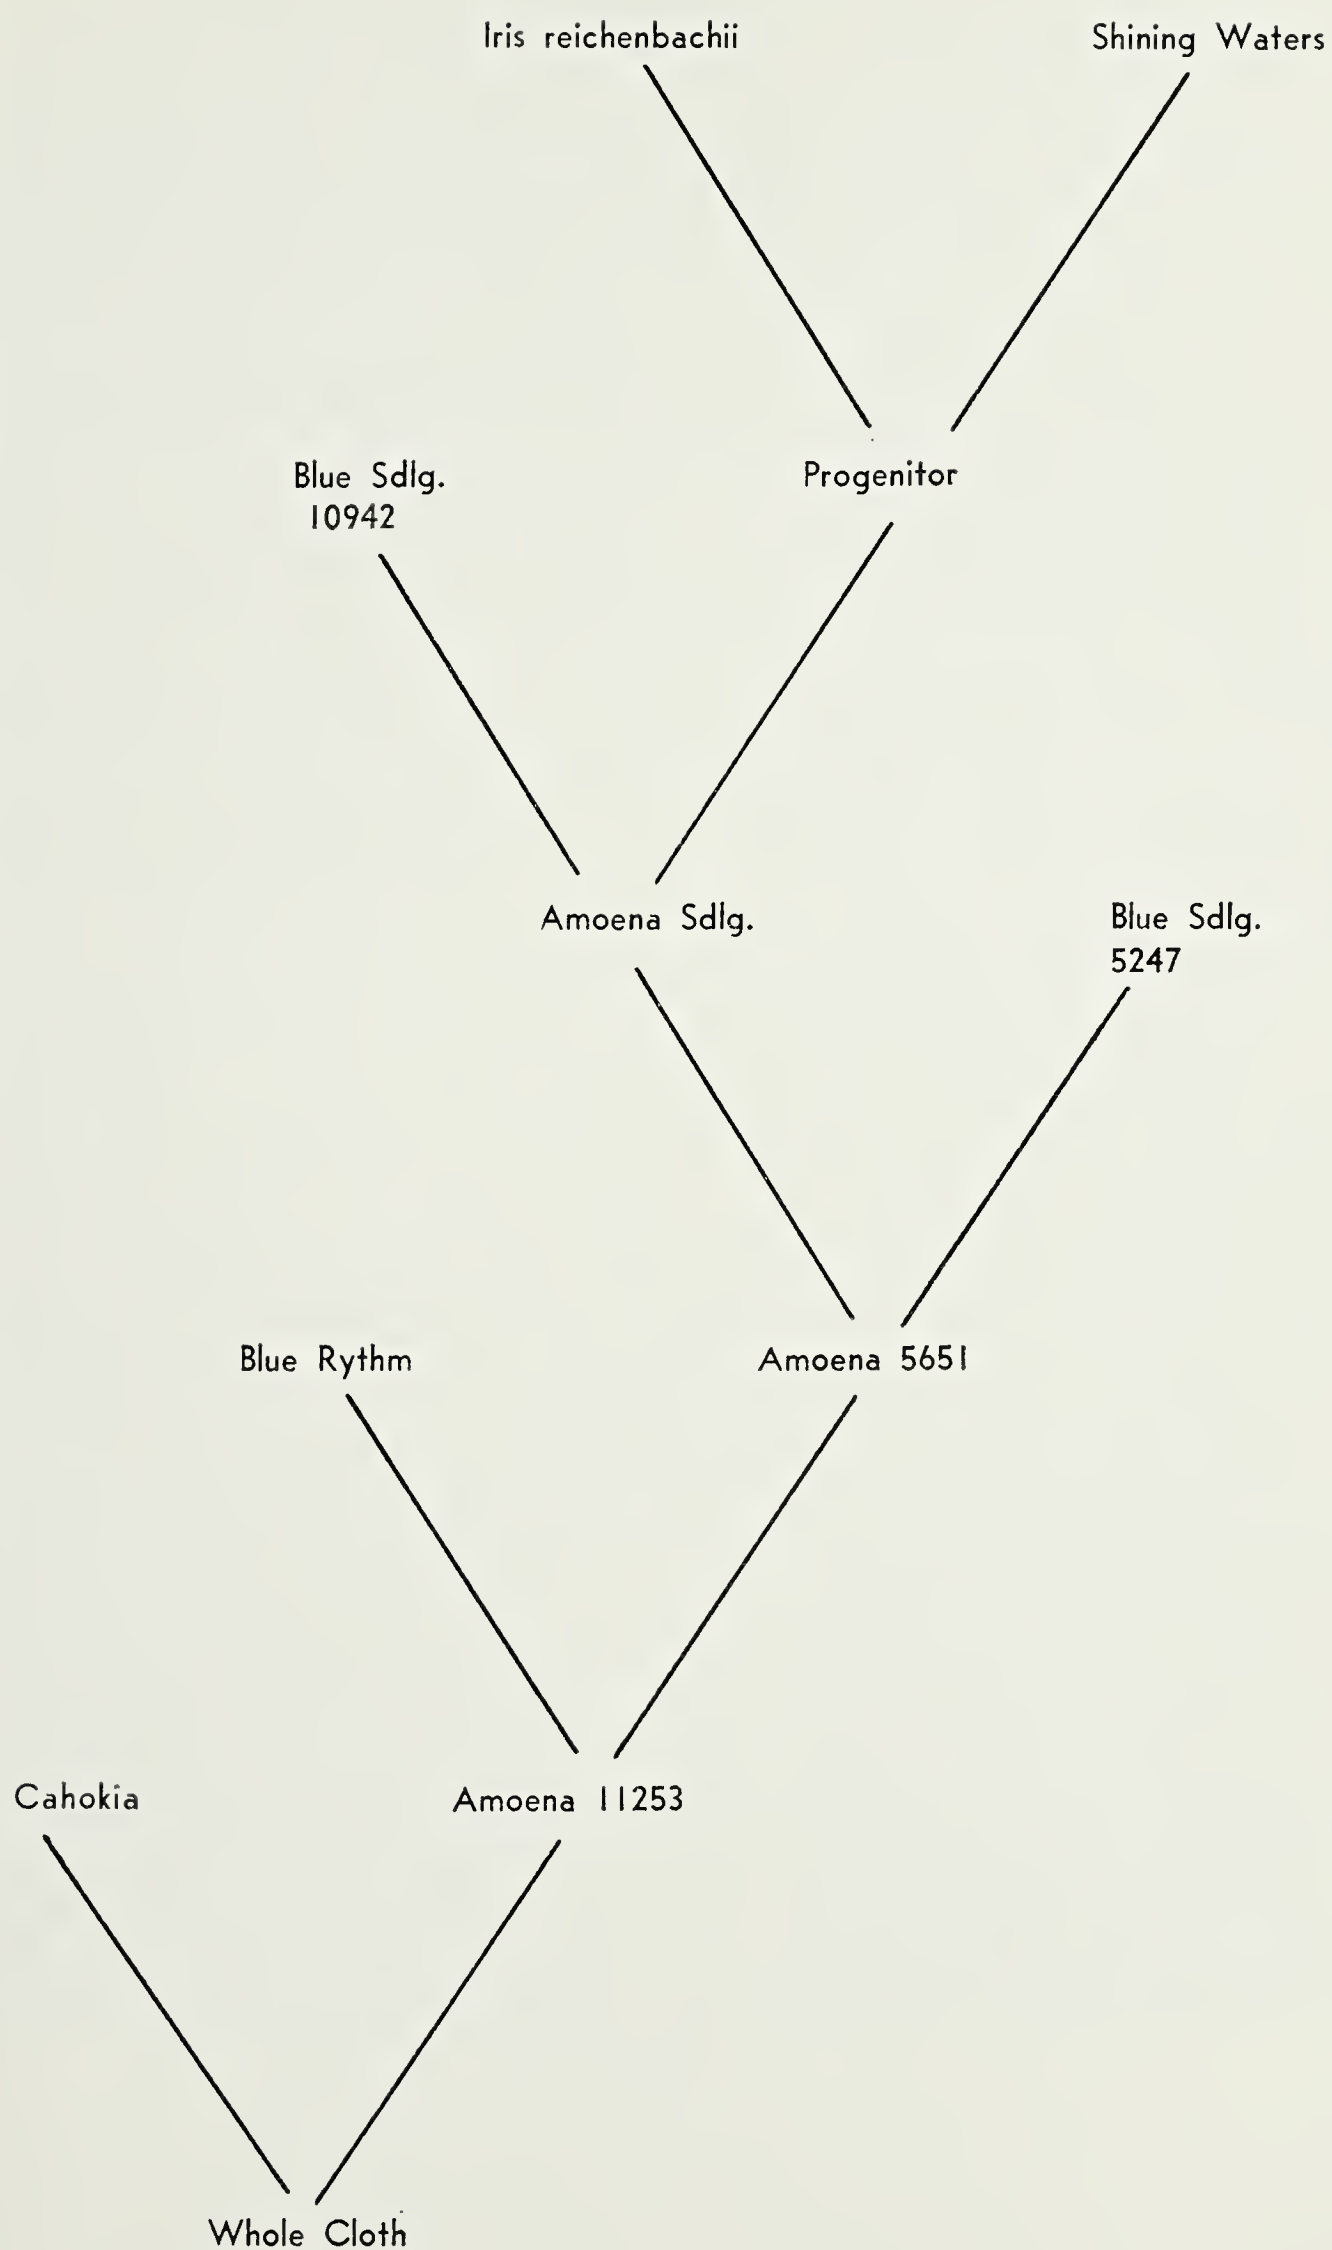 Iris reichenbachii
Shining Waters
Blue Sdlg.
10942
Progenitor
Amoena Sdlg.
Blue Sdlg.
5247
Blue Rythm
Amoena 5651
Cahokia
Amoena 11253
Whole Cloth